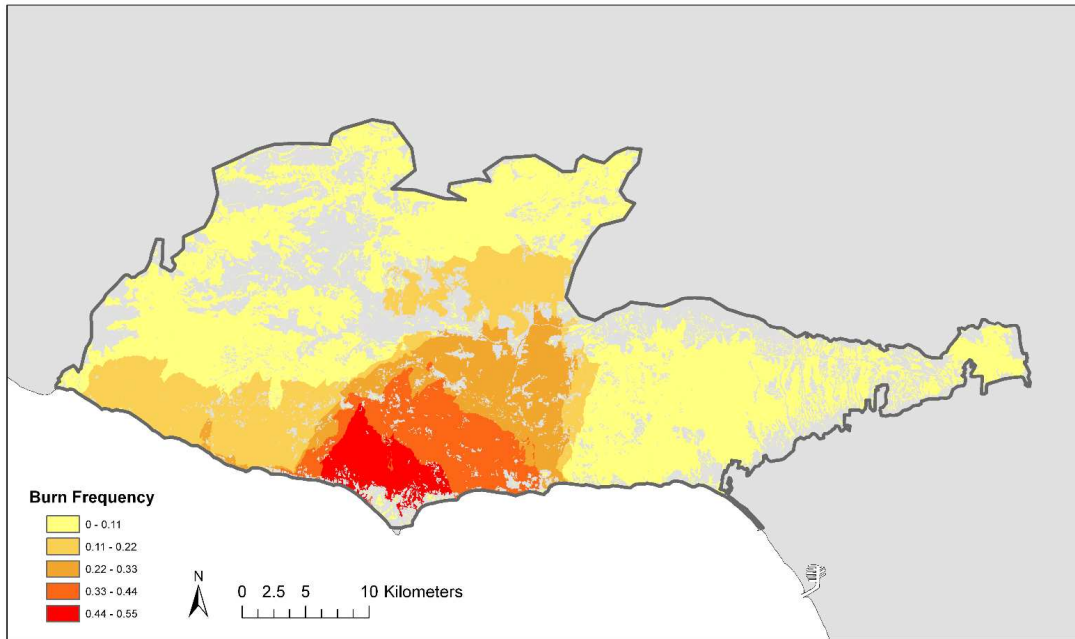 Burn Frequency
0 - 0.11
0.11 - 0.22
0.22 - 0.33
0.33 - 0.44
0.44 - 0.55
N
0 2.5 5 10 Kilometers